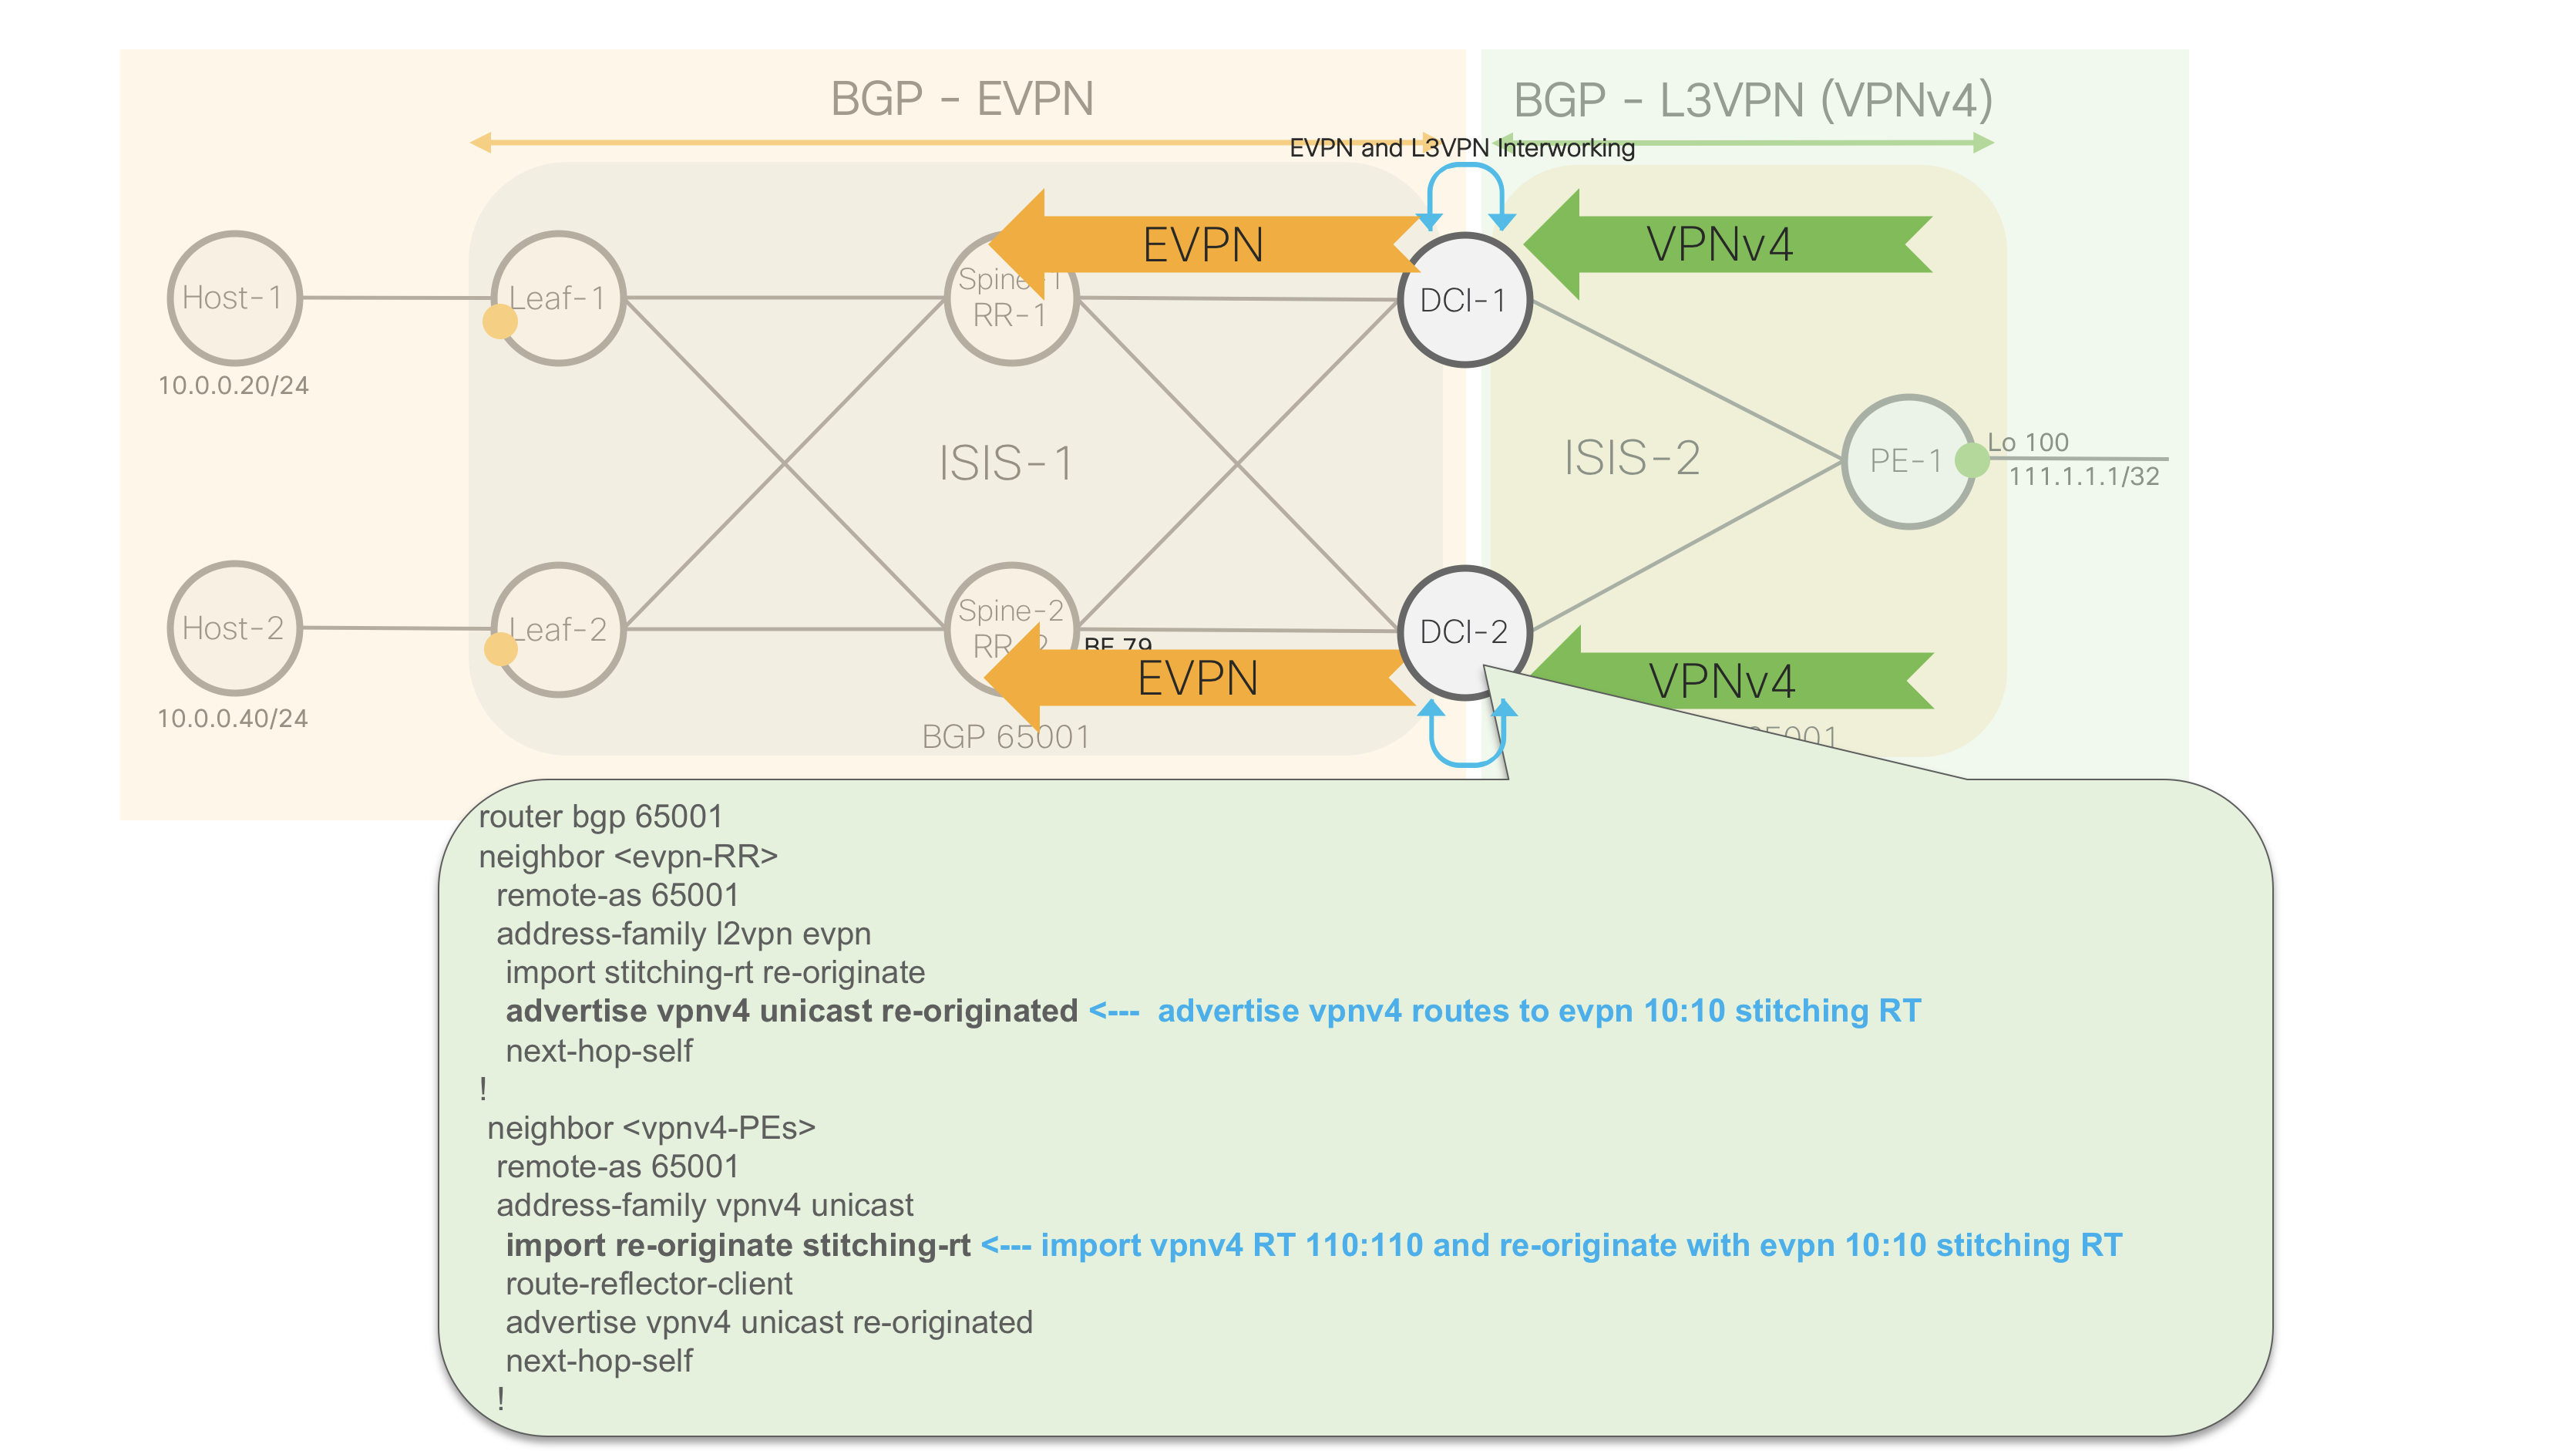 BGP - EVPN
BGP - L3VPN (VPNv4)
EVPN and L3VPN Interworking
EVPN
VPNv4
Host-1
Leaf-1
Spine-1
RR-1
DCI-1
10.0.0.20/24
ISIS-1
ISIS-2
PE-1
Lo 100
111.1.1.1/32
Host-2
Leaf-2
Spine-2
RR-2
DCI-2
BE 79
EVPN
VPNv4
10.0.0.40/24
BGP 65001
router bgp 65001
neighbor <evpn-RR>
remote-as 65001
address-family l2vpn evpn
import stitching-rt re-originate
advertise vpnv4 unicast re-originated <--- advertise vpnv4 routes to evpn 10:10 stitching RT
next-hop-self
!
neighbor <vpnv4-PEs>
remote-as 65001
address-family vpnv4 unicast
import re-originate stitching-rt <--- import vpnv4 RT 110:110 and re-originate with evpn 10:10 stitching RT
route-reflector-client
advertise vpnv4 unicast re-originated
next-hop-self
!